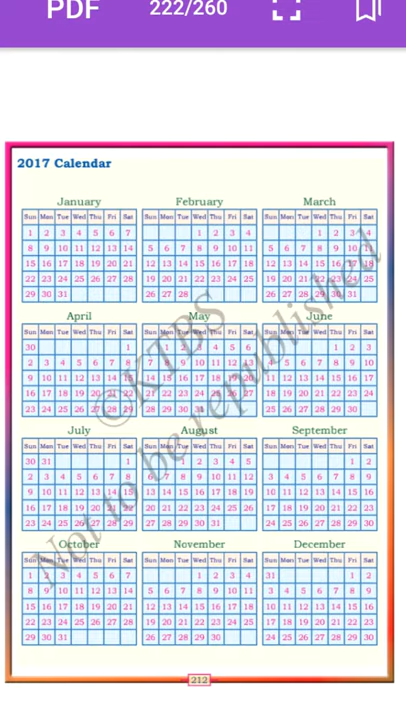 PDF 222/260
2017 Calendar
January February March
Sun Mon Tue Wed Thu Fri Sat Sun Mon Tue Wed Thu Fri Sat Sun Mon Tue Wed Thu Fri Sat
1 2 3 4 5 6 7 1 2 3 4 1 2 3 4
8 9 10 11 12 13 14 5 6 7 8 9 10 11 5 6 7 8 9 10 11
15 16 17 18 19 20 21 12 13 14 15 16 17 18 12 13 14 15 16 17 18
22 23 24 25 26 27 28 19 20 21 22 23 24 25 19 20 21 22 23 24 25
29 30 31 26 27 28 26 27 28 29 30 31
April May June
Sun Mon Tue Wed Thu Fri Sat Sun Mon Tue Wed Thu Fri Sat Sun Mon Tue Wed Thu Fri Sat
30 1 1 2 3 4 5 6 1 2 3
2 3 4 5 6 7 8 7 8 9 10 11 12 13 4 5 6 7 8 9 10
9 10 11 12 13 14 15 14 15 16 17 18 19 20 11 12 13 14 15 16 17
16 17 18 19 20 21 22 21 22 23 24 25 26 27 18 19 20 21 22 23 24
23 24 25 26 27 28 29 28 29 30 31 25 26 27 28 29 30
July August September
Sun Mon Tue Wed Thu Fri Sat Sun Mon Tue Wed Thu Fri Sat Sun Mon Tue Wed Thu Fri Sat
30 31 1 1 2 3 4 5 1 2
2 3 4 5 6 7 8 6 7 8 9 10 11 12 3 4 5 6 7 8 9
9 10 11 12 13 14 15 13 14 15 16 17 18 19 10 11 12 13 14 15 16
16 17 18 19 20 21 22 20 21 22 23 24 25 26 17 18 19 20 21 22 23
23 24 25 26 27 28 29 27 28 29 30 31 24 25 26 27 28 29 30
October November December
Sun Mon Tue Wed Thu Fri Sat Sun Mon Tue Wed Thu Fri Sat Sun Mon Tue Wed Thu Fri Sat
1 2 3 4 5 6 7 1 2 3 4 31 1 2
8 9 10 11 12 13 14 5 6 7 8 9 10 11 3 4 5 6 7 8 9
15 16 17 18 19 20 21 12 13 14 15 16 17 18 10 11 12 13 14 15 16
22 23 24 25 26 27 28 19 20 21 22 23 24 25 17 18 19 20 21 22 23
29 30 31 26 27 28 29 30 24 25 26 27 28 29 30
©KTBS
Not to be republished
212